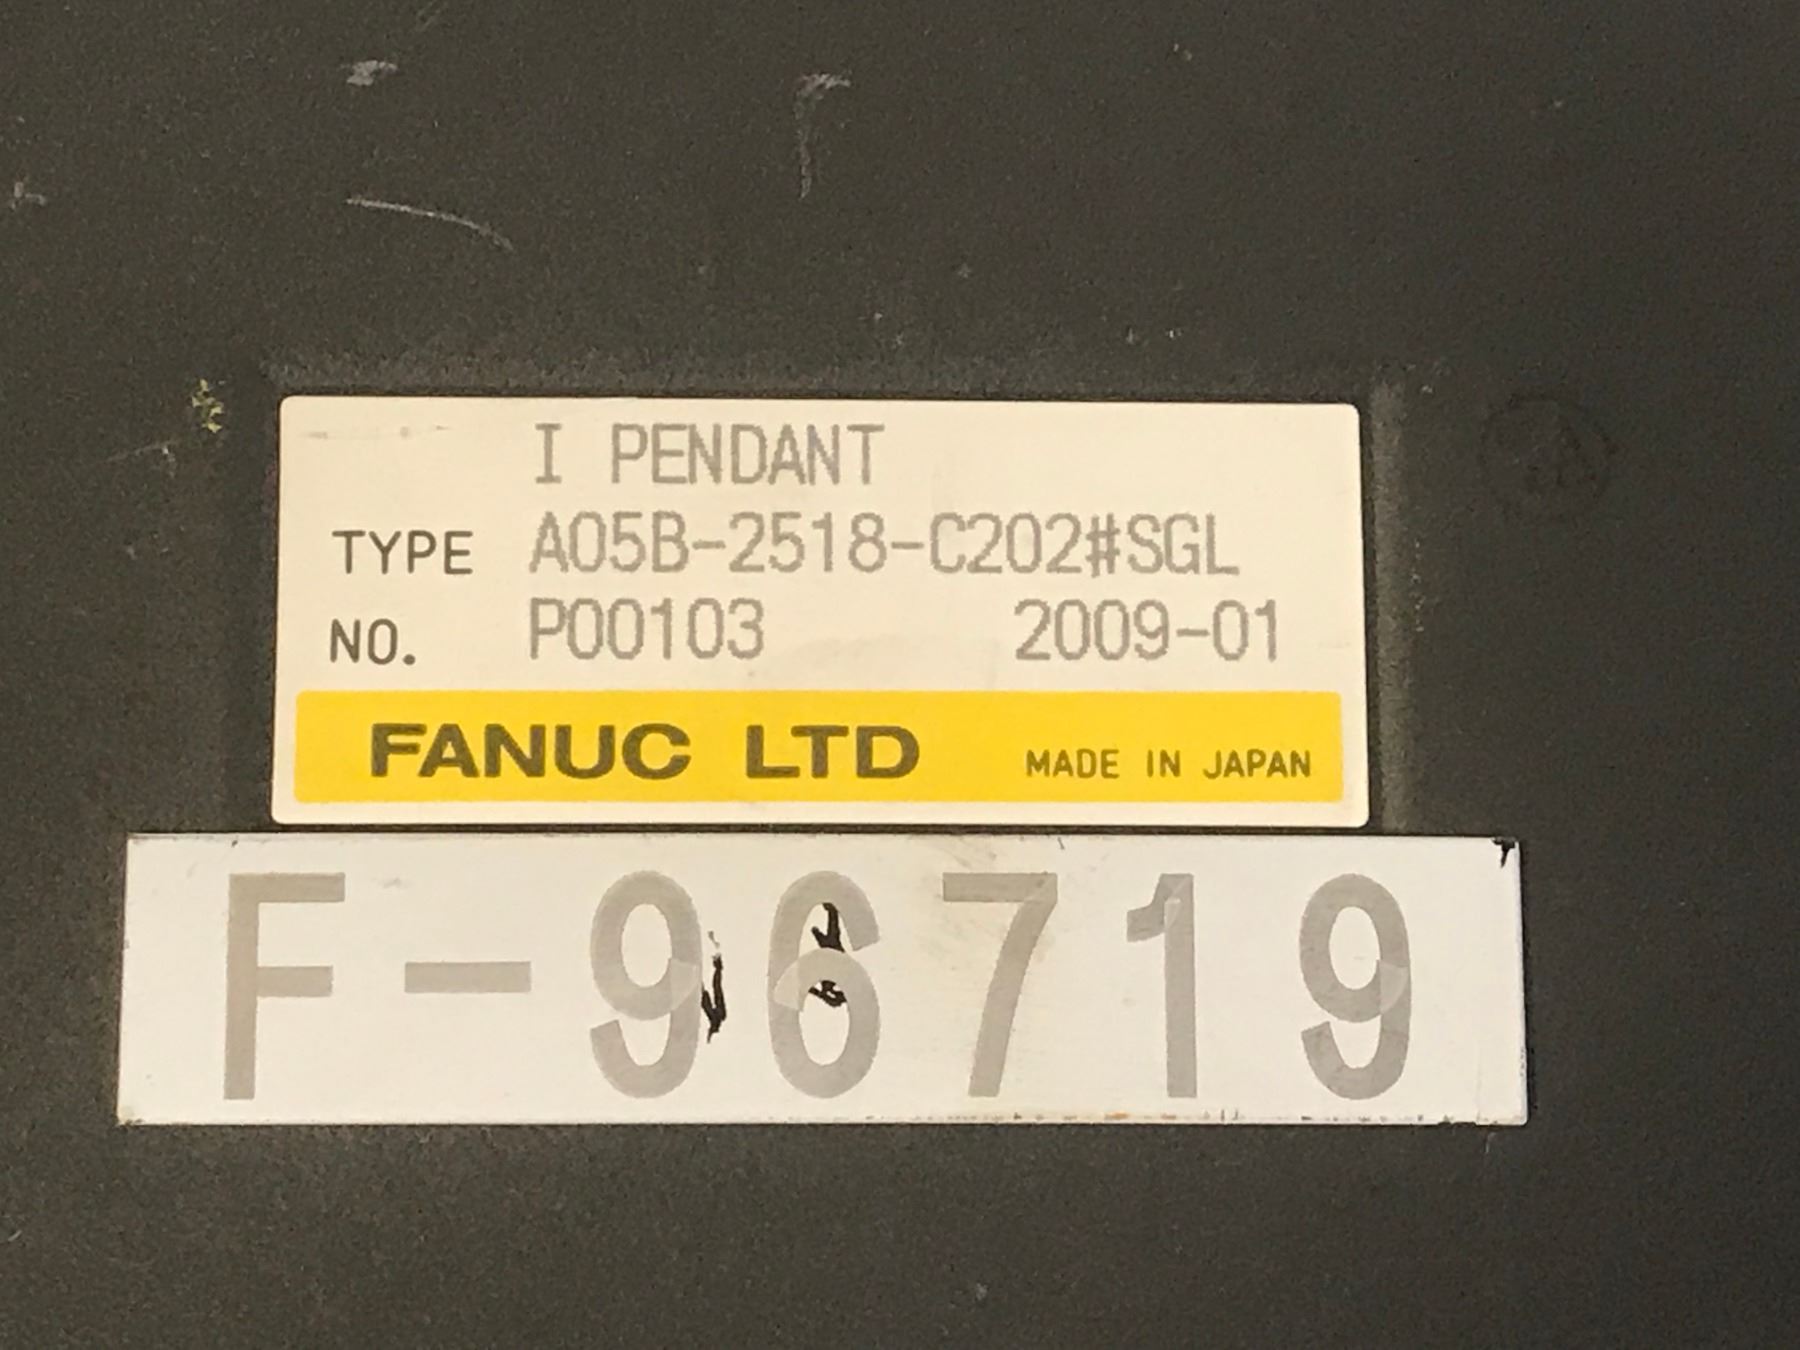 I PENDANT
TYPE A05B-2518-C202#SGL
NO. P00103 2009-01
FANUC LTD MADE IN JAPAN
F-96719